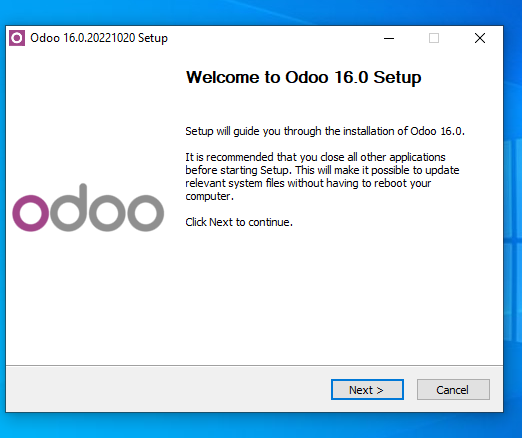 Odoo 16.0.20221020 Setup
Welcome to Odoo 16.0 Setup
Setup will guide you through the installation of Odoo 16.0.
It is recommended that you close all other applications
before starting Setup. This will make it possible to update
relevant system files without having to reboot your
computer.
Click Next to continue.
odoo
Next >
Cancel